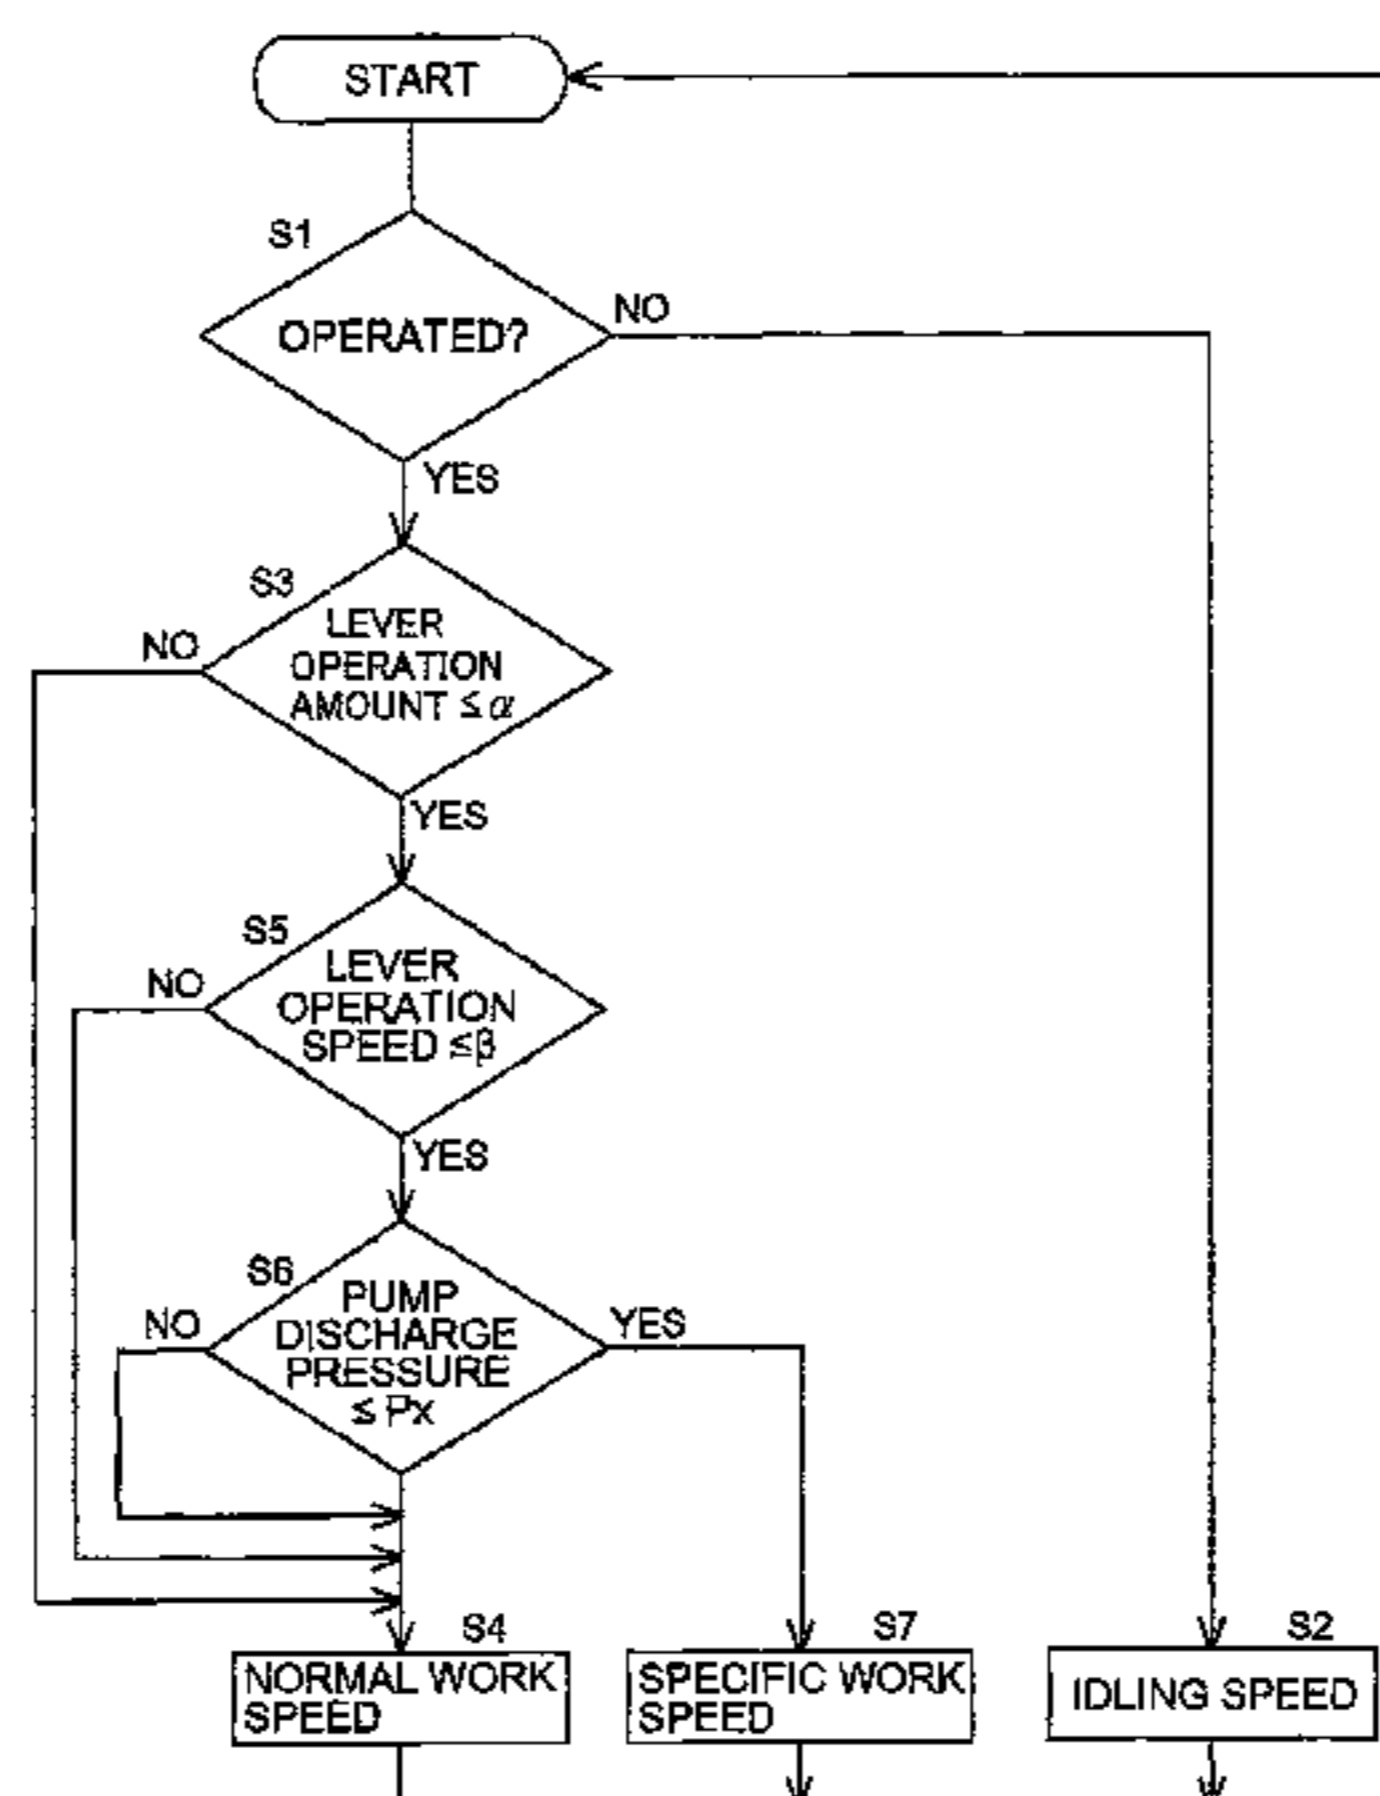 START
S1
OPERATED?
NO
YES
S3
NO
LEVER
OPERATION
AMOUNT ≤ α
YES
S5
NO
LEVER
OPERATION
SPEED ≤β
YES
S6
NO
PUMP
DISCHARGE
PRESSURE
≤ Px
YES
S4
NORMAL WORK
SPEED
S7
SPECIFIC WORK
SPEED
S2
IDLING SPEED